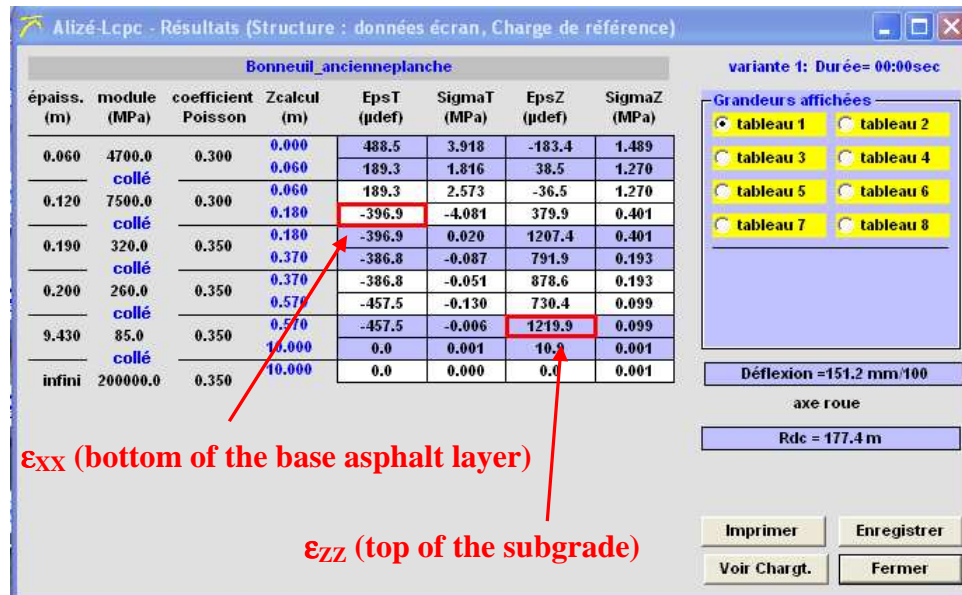 Alizé-Lcpc - Résultats (Structure : données écran, Charge de référence)
Bonneuil_ancienneplanche
variante 1: Durée= 00:00sec
épaiss. module coefficient Zcalcul EpsT SigmaT EpsZ SigmaZ
(m) (MPa) Poisson (m) (µdef) (MPa) (µdef) (MPa)
0.060 4700.0 0.300
0.000 488.5 3.918 -183.4 1.489
0.060 189.3 1.816 38.5 1.270
collé
0.120 7500.0 0.300
0.060 189.3 2.573 -36.5 1.270
0.180 -396.9 -4.081 379.9 0.401
collé
0.190 320.0 0.350
0.180 -396.9 0.020 1207.4 0.401
0.370 -386.8 -0.087 791.9 0.193
collé
0.200 260.0 0.350
0.370 -386.8 -0.051 878.6 0.193
0.570 -457.5 -0.130 730.4 0.099
collé
9.430 85.0 0.350
0.570 -457.5 -0.006 1219.9 0.099
10.000 0.0 0.001 10.9 0.001
collé
infini 200000.0 0.350
10.000 0.0 0.000 0.0 0.001
Grandeurs affichées
tableau 1 tableau 2
tableau 3 tableau 4
tableau 5 tableau 6
tableau 7 tableau 8
Déflexion =151.2 mm/100
axe roue
Rdc = 177.4 m
εXX (bottom of the base asphalt layer)
εZZ (top of the subgrade)
Imprimer Enregistrer
Voir Chargt. Fermer